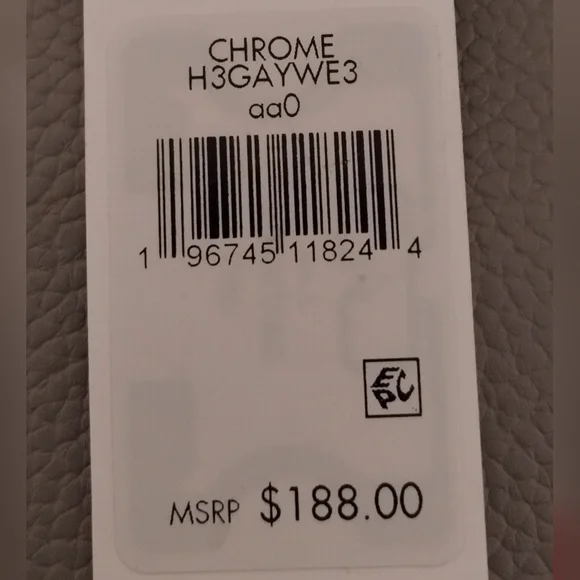 CHROME
H3GAYWE3
aa0
1 96745 11824 4
EPC
MSRP $188.00